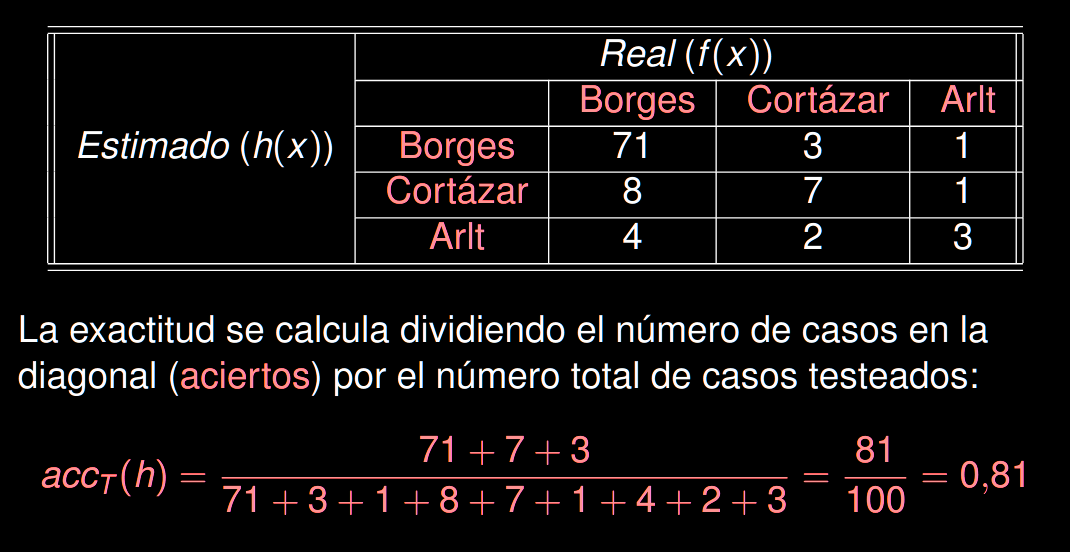 Real (f(x))
Borges Cortázar Arlt
Estimado (h(x)) Borges 71 3 1
Cortázar 8 7 1
Arlt 4 2 3
La exactitud se calcula dividiendo el número de casos en la
diagonal (aciertos) por el número total de casos testeados:
acc_T(h) = \frac{71 + 7 + 3}{71 + 3 + 1 + 8 + 7 + 1 + 4 + 2 + 3} = \frac{81}{100} = 0,81